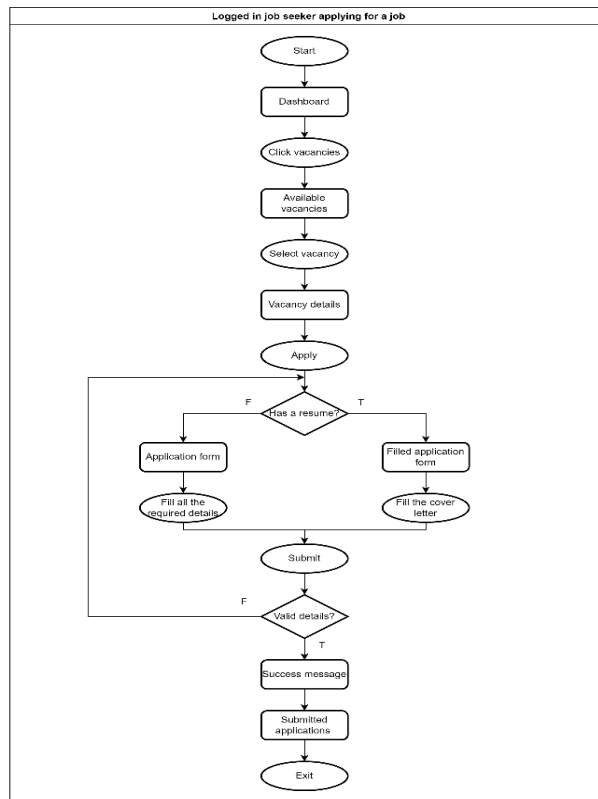 Logged in job seeker applying for a job
Start
Dashboard
Click vacancies
Available
vacancies
Select vacancy
Vacancy details
Apply
F
T
Has a resume?
Application form
Filled application
form
Fill all the
required details
Fill the cover
letter
Submit
F
Valid details?
T
Success message
Submitted
applications
Exit